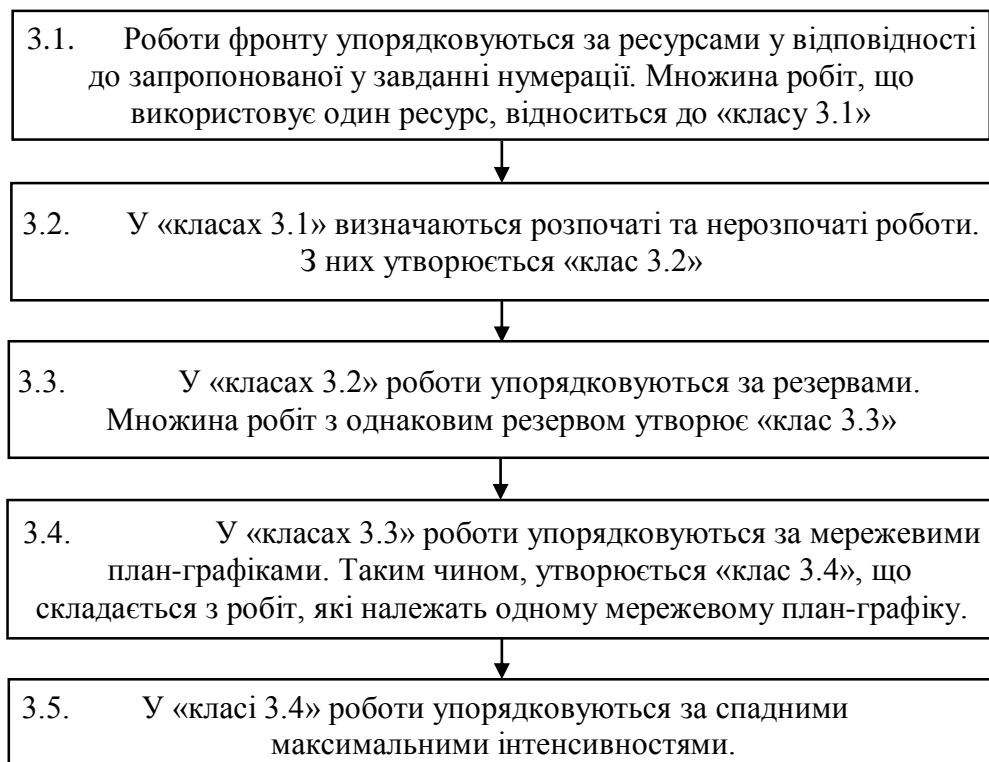 3.1. Роботи фронту упорядковуються за ресурсами у відповідності
до запропонованої у завданні нумерації. Множина робіт, що
використовує один ресурс, відноситься до «класу 3.1»
3.2. У «класах 3.1» визначаються розпочаті та нерозпочаті роботи.
З них утворюється «клас 3.2»
3.3. У «класах 3.2» роботи упорядковуються за резервами.
Множина робіт з однаковим резервом утворює «клас 3.3»
3.4. У «класах 3.3» роботи упорядковуються за мережевими
план-графіками. Таким чином, утворюється «клас 3.4», що
складається з робіт, які належать одному мережевому план-графіку.
3.5. У «класі 3.4» роботи упорядковуються за спадними
максимальними інтенсивностями.